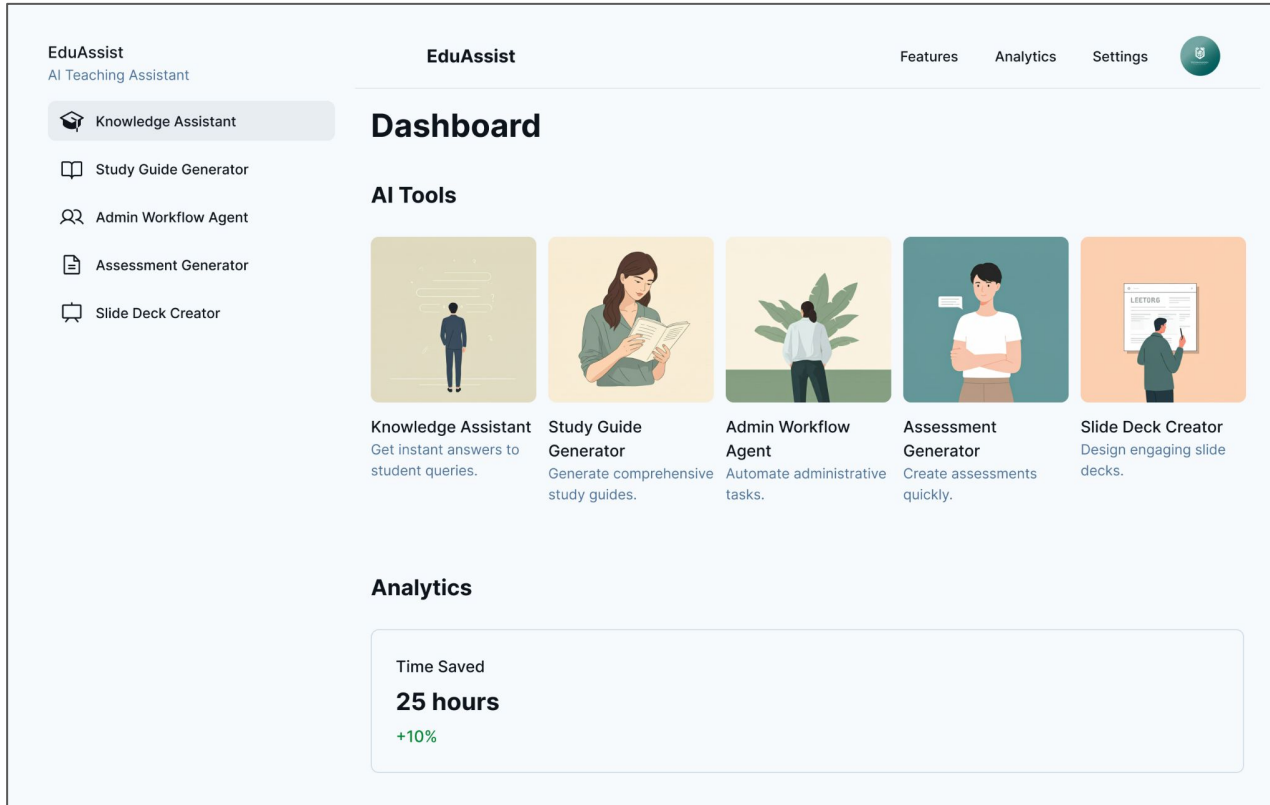 EduAssist
AI Teaching Assistant
Knowledge Assistant
Study Guide Generator
Admin Workflow Agent
Assessment Generator
Slide Deck Creator
EduAssist
Features
Analytics
Settings
Dashboard
AI Tools
LEETORG
Knowledge Assistant
Get instant answers to
student queries.
Study Guide
Generator
Generate comprehensive
study guides.
Admin Workflow
Agent
Automate administrative
tasks.
Assessment
Generator
Create assessments
quickly.
Slide Deck Creator
Design engaging slide
decks.
Analytics
Time Saved
25 hours
+10%